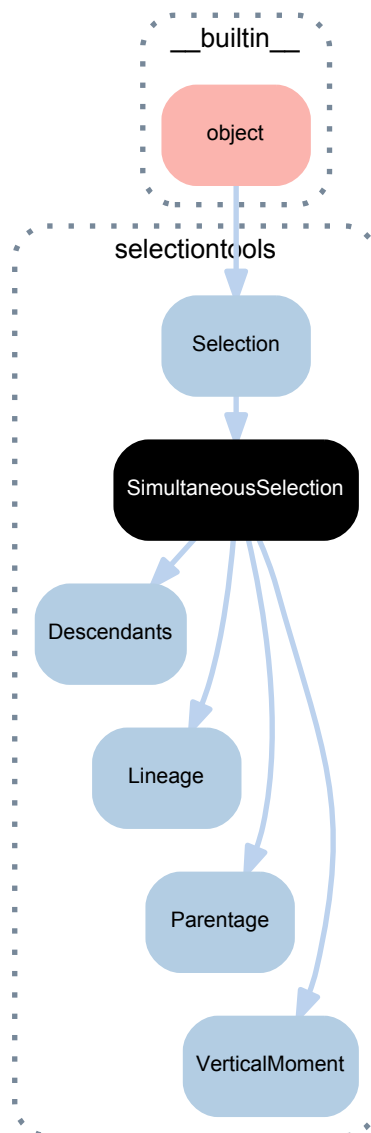 __builtin__
object
selectiontools
Selection
SimultaneousSelection
Descendants
Lineage
Parentage
VerticalMoment